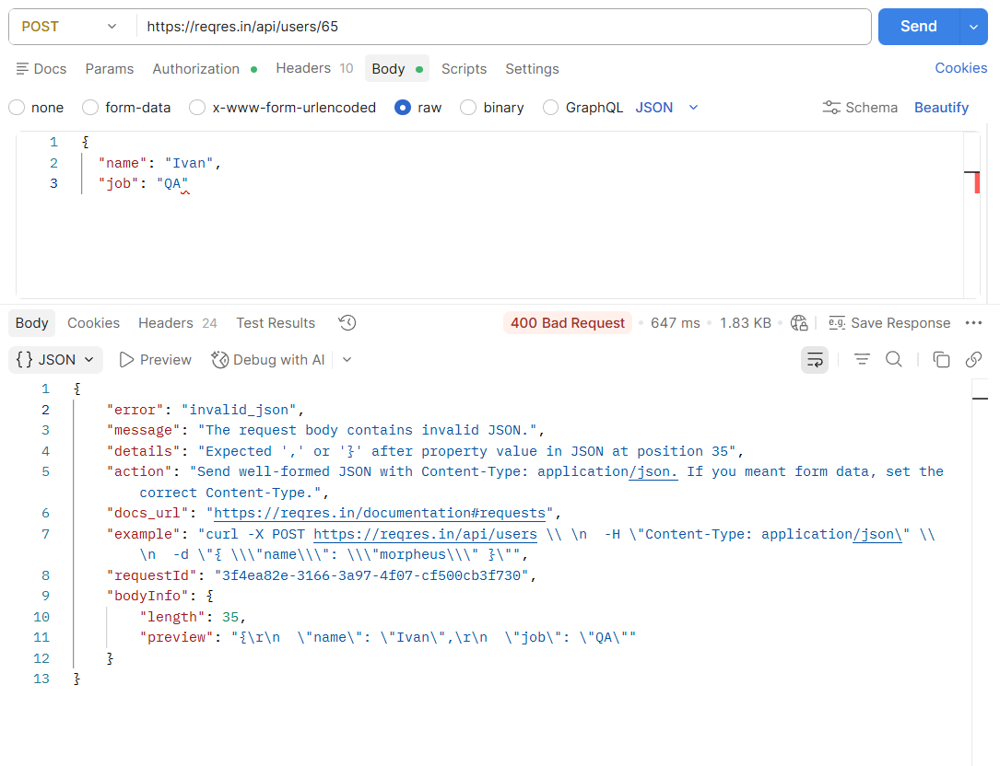 POST https://reqres.in/api/users/65 Send
Docs Params Authorization Headers 10 Body Scripts Settings Cookies
none form-data x-www-form-urlencoded raw binary GraphQL JSON Schema Beautify
1 {
2 "name": "Ivan",
3 "job": "QA"
Body Cookies Headers 24 Test Results 400 Bad Request 647 ms 1.83 KB e.g. Save Response
{} JSON Preview Debug with AI
1 {
2 "error": "invalid_json",
3 "message": "The request body contains invalid JSON.",
4 "details": "Expected ',' or '}' after property value in JSON at position 35",
5 "action": "Send well-formed JSON with Content-Type: application/json. If you meant form data, set the
correct Content-Type.",
6 "docs_url": "https://reqres.in/documentation#requests",
7 "example": "curl -X POST https://reqres.in/api/users \\ \n  -H \"Content-Type: application/json\" \\
\n  -d \"{ \\\"name\\\": \\\"morpheus\\\" }\"",
8 "requestId": "3f4ea82e-3166-3a97-4f07-cf500cb3f730",
9 "bodyInfo": {
10 "length": 35,
11 "preview": "{\r\n  \"name\": \"Ivan\",\r\n  \"job\": \"QA\""
12 }
13 }